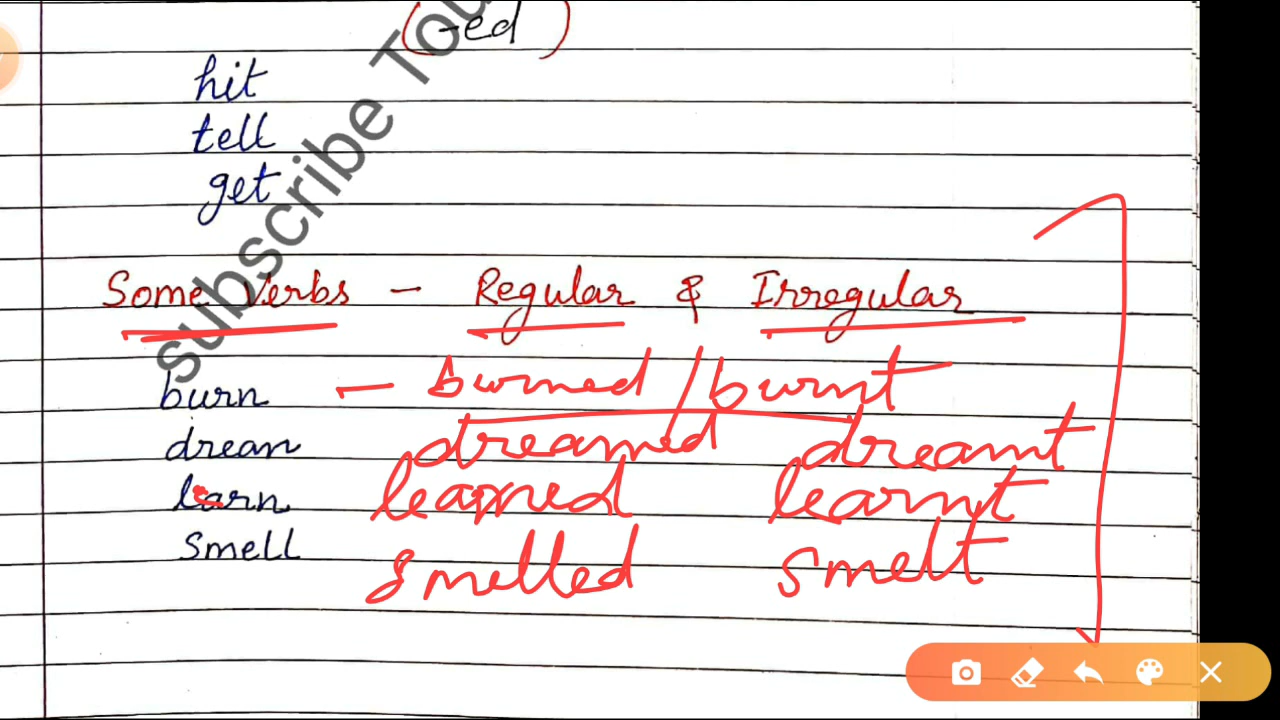 (-ed)
hit
tell
get
Subscribe To
Some Verbs - Regular & Irregular
burn - burned / burnt
drean dreamed dreamt
learn learned learnt
Smell smelled smelt